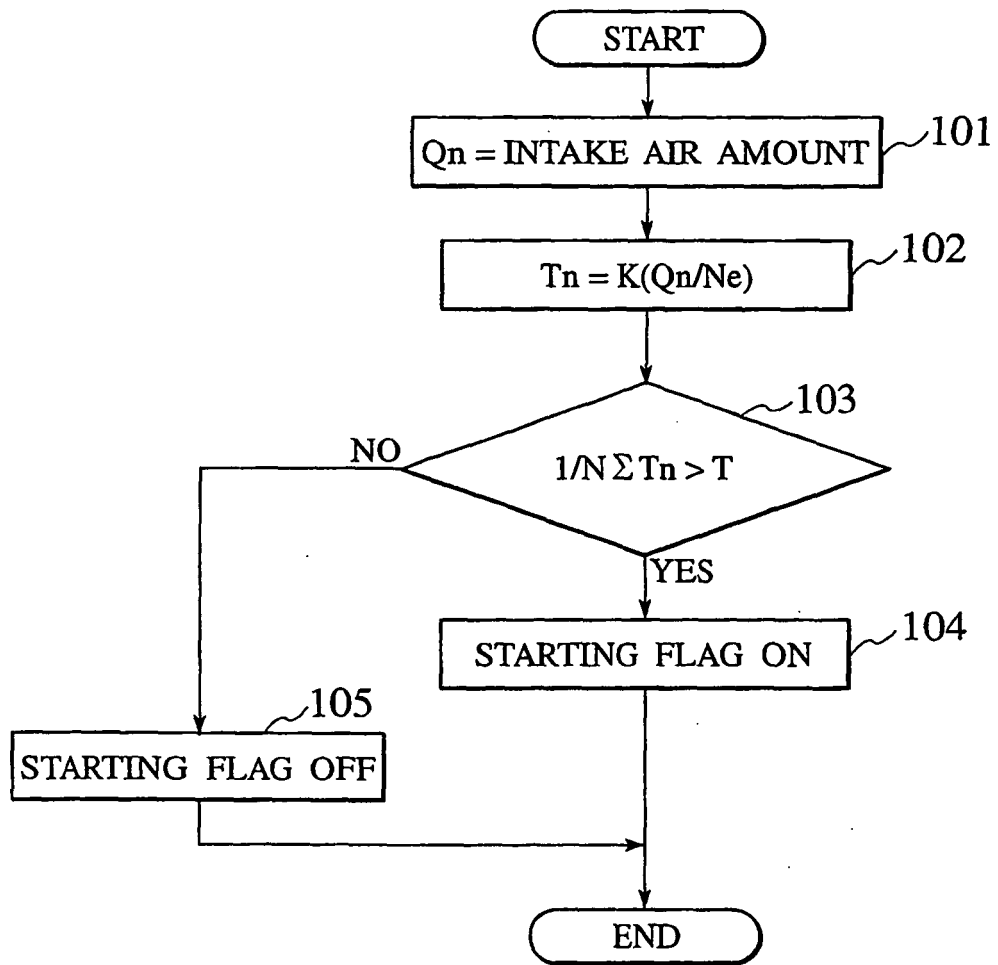 START
Qn = INTAKE AIR AMOUNT
101
Tn = K(Qn/Ne)
102
103
1/N Σ Tn > T
NO
YES
STARTING FLAG ON
104
105
STARTING FLAG OFF
END